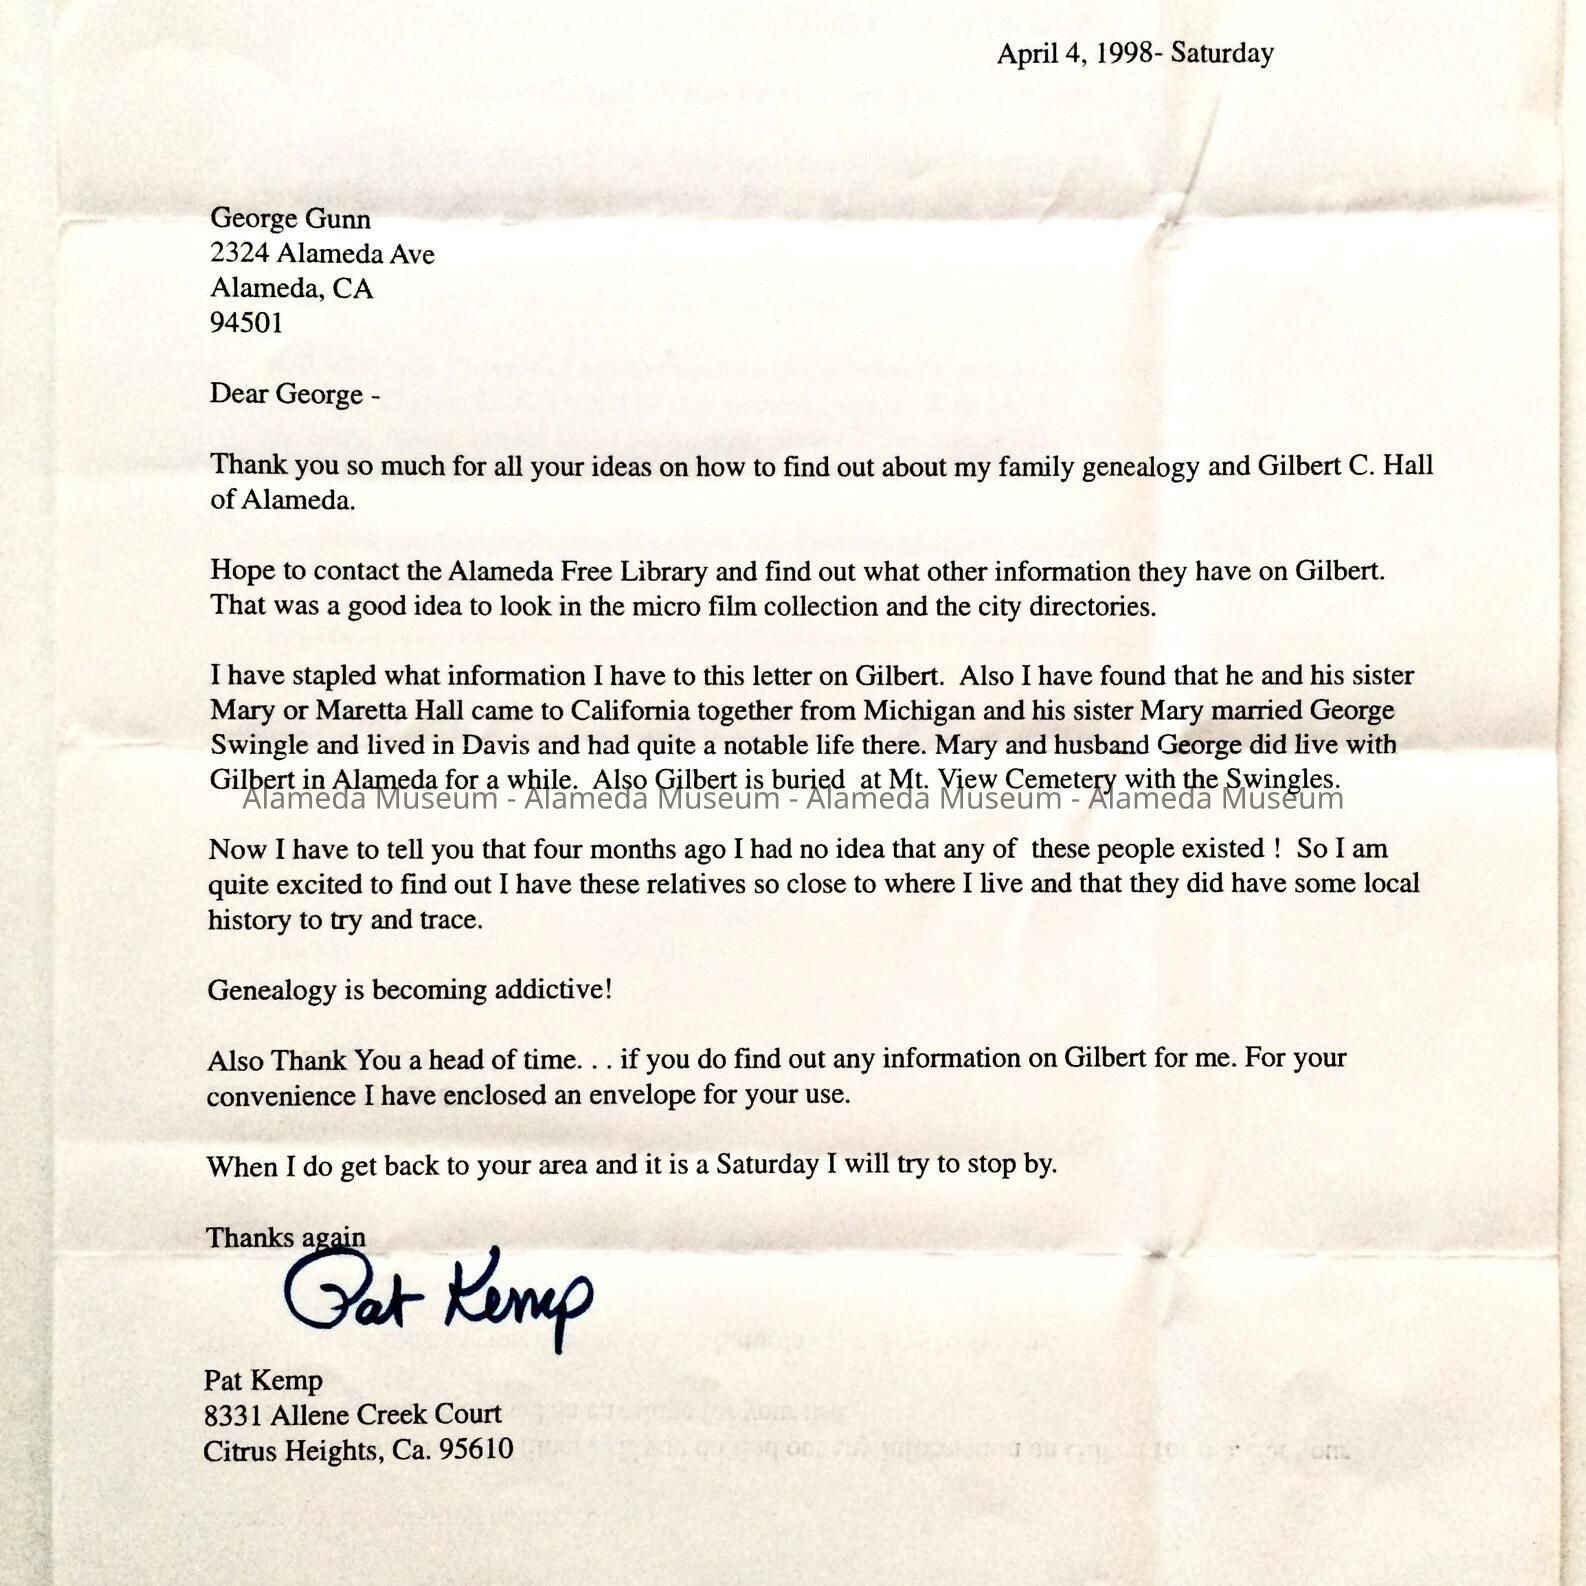 April 4, 1998- Saturday
George Gunn
2324 Alameda Ave
Alameda, CA
94501
Dear George -
Thank you so much for all your ideas on how to find out about my family genealogy and Gilbert C. Hall
of Alameda.
Hope to contact the Alameda Free Library and find out what other information they have on Gilbert.
That was a good idea to look in the micro film collection and the city directories.
I have stapled what information I have to this letter on Gilbert.  Also I have found that he and his sister
Mary or Maretta Hall came to California together from Michigan and his sister Mary married George
Swingle and lived in Davis and had quite a notable life there. Mary and husband George did live with
Gilbert in Alameda for a while.  Also Gilbert is buried  at Mt. View Cemetery with the Swingles.
Alameda Museum - Alameda Museum - Alameda Museum - Alameda Museum
Now I have to tell you that four months ago I had no idea that any of  these people existed !  So I am
quite excited to find out I have these relatives so close to where I live and that they did have some local
history to try and trace.
Genealogy is becoming addictive!
Also Thank You a head of time. . . if you do find out any information on Gilbert for me. For your
convenience I have enclosed an envelope for your use.
When I do get back to your area and it is a Saturday I will try to stop by.
Thanks again
Pat Kemp
Pat Kemp
8331 Allene Creek Court
Citrus Heights, Ca. 95610